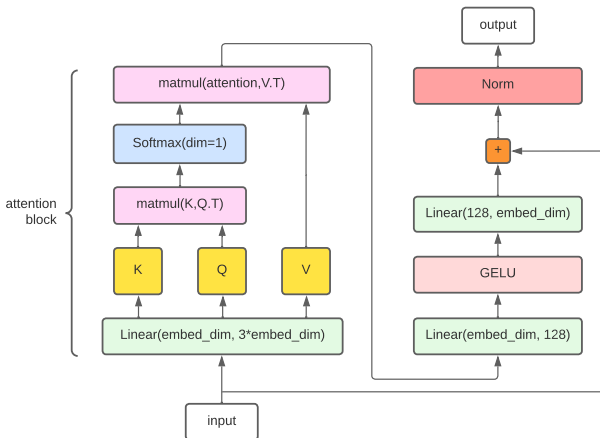 output
matmul(attention,V.T)
Norm
Softmax(dim=1)
+
attention
block
matmul(K,Q.T)
Linear(128, embed_dim)
K
Q
V
GELU
Linear(embed_dim, 3*embed_dim)
Linear(embed_dim, 128)
input